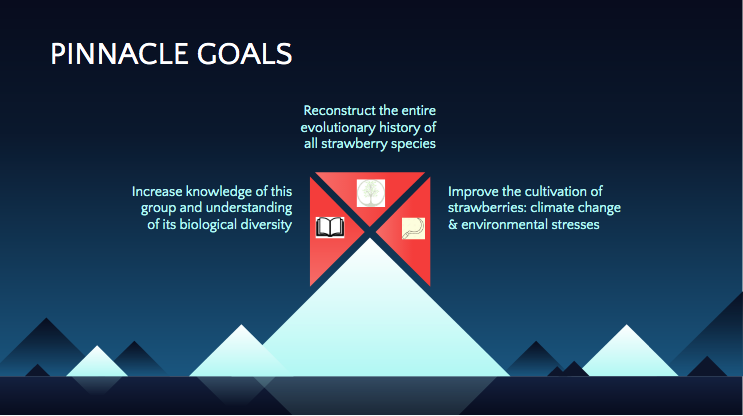 PINNACLE GOALS
Reconstruct the entire
evolutionary history of
all strawberry species
Increase knowledge of this
group and understanding
of its biological diversity
Improve the cultivation of
strawberries: climate change
& environmental stresses